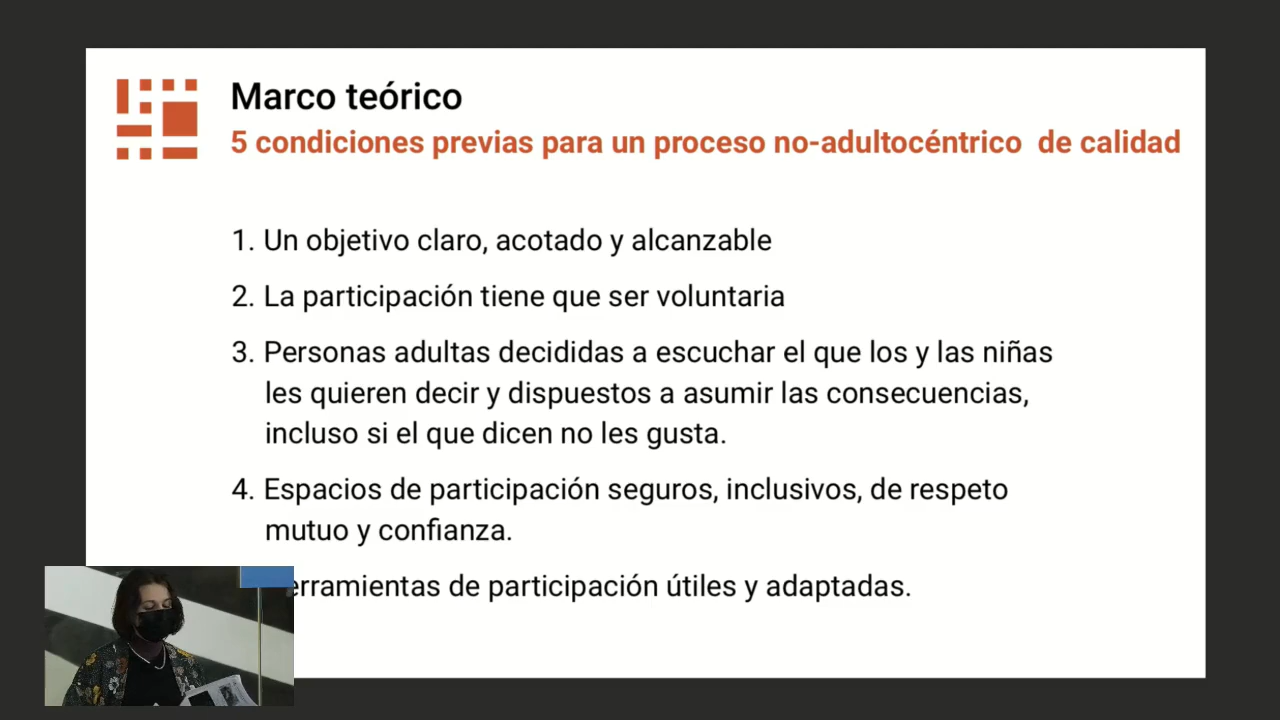 Marco teórico
5 condiciones previas para un proceso no-adultocéntrico de calidad
1. Un objetivo claro, acotado y alcanzable
2. La participación tiene que ser voluntaria
3. Personas adultas decididas a escuchar el que los y las niñas
les quieren decir y dispuestos a asumir las consecuencias,
incluso si el que dicen no les gusta.
4. Espacios de participación seguros, inclusivos, de respeto
mutuo y confianza.
erramientas de participación útiles y adaptadas.